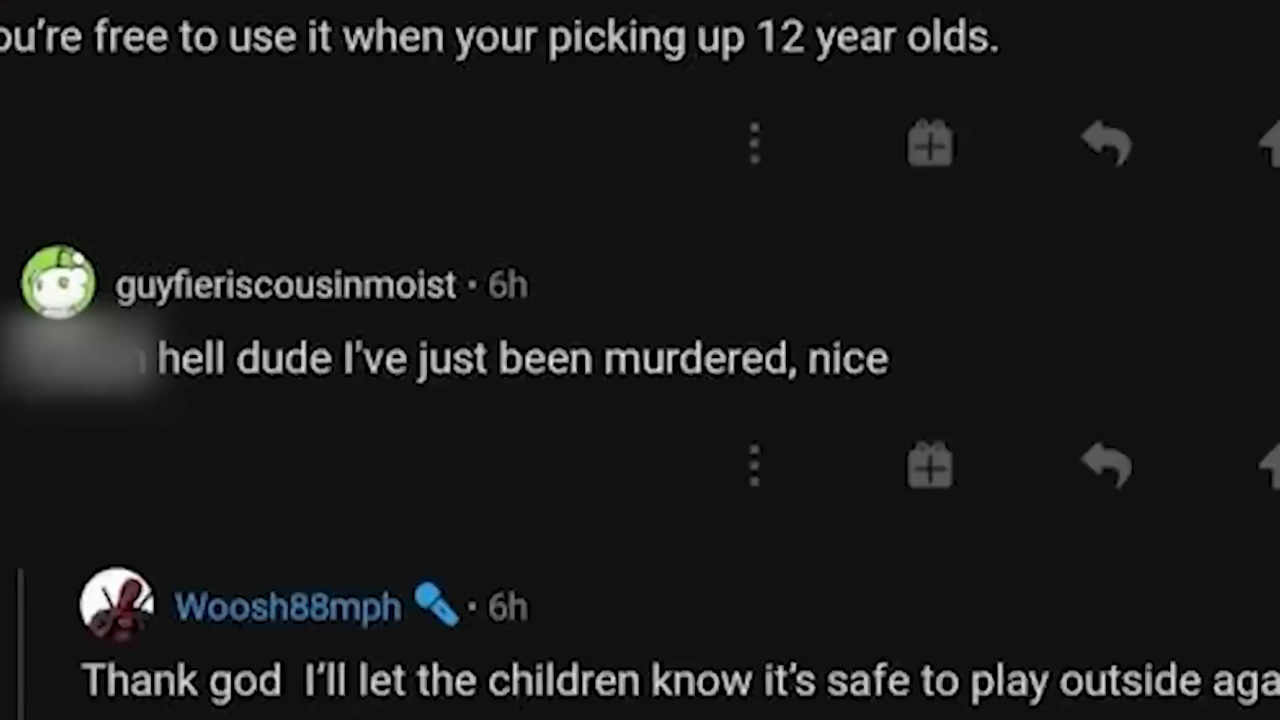 ou're free to use it when your picking up 12 year olds.
guyfieriscousinmoist • 6h
hell dude I've just been murdered, nice
Woosh88mph • 6h
Thank god I'll let the children know it's safe to play outside aga